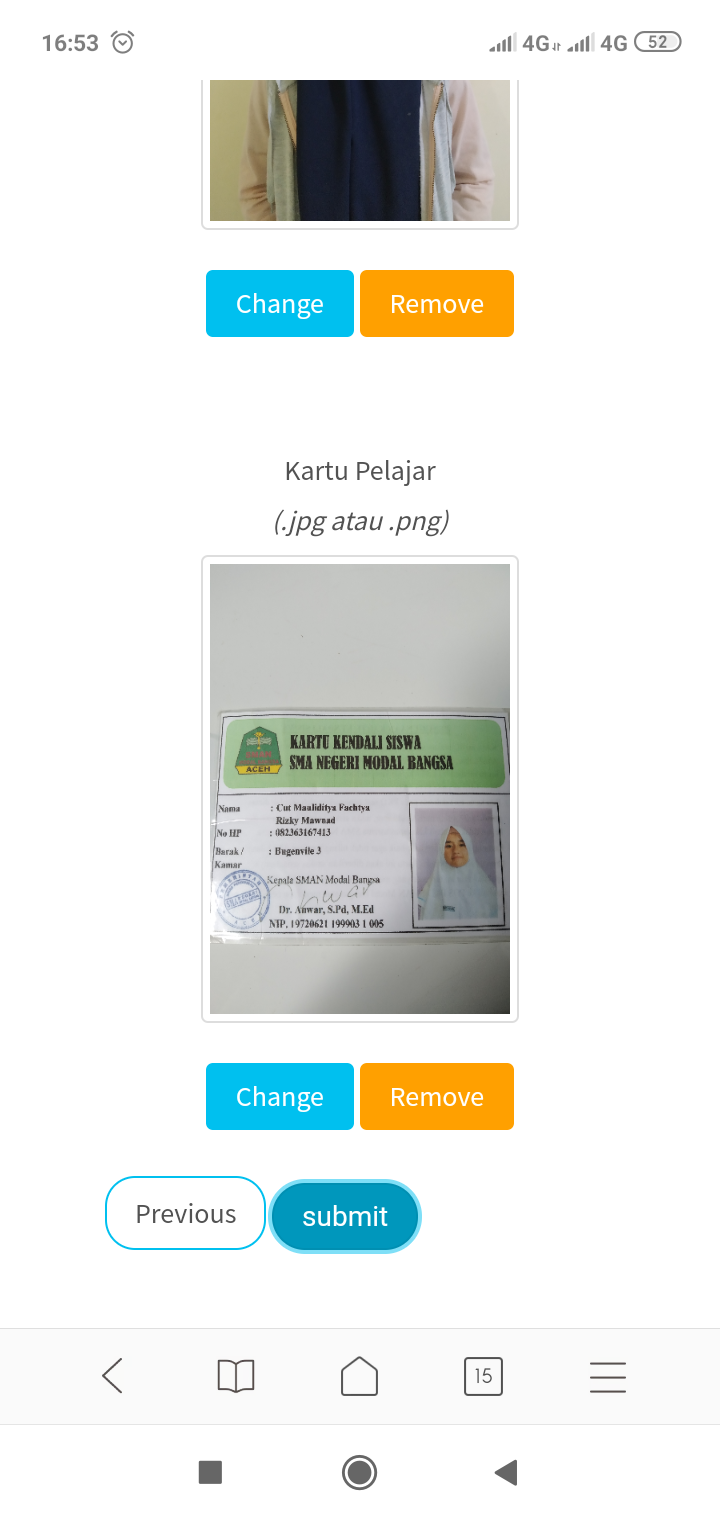 16:53 4G 4G 52
Change Remove
Kartu Pelajar
(.jpg atau .png)
KARTU KENDALI SISWA
SMA NEGERI MODAL BANGSA
ACEH
Nama : Cut Mauliditya Fachtya
Rizky Mawnad
No HP : 082363167413
Barak / : Bugenvile 3
Kamar
Kepala SMAN Modal Bangsa
Dr. Anwar, S.Pd, M.Ed
NIP. 19720621 199903 1 005
Change Remove
Previous submit
15